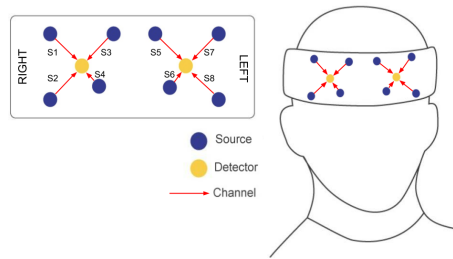 RIGHT
S1
S3
S2
S4
S5
S7
S6
S8
LEFT
Source
Detector
Channel